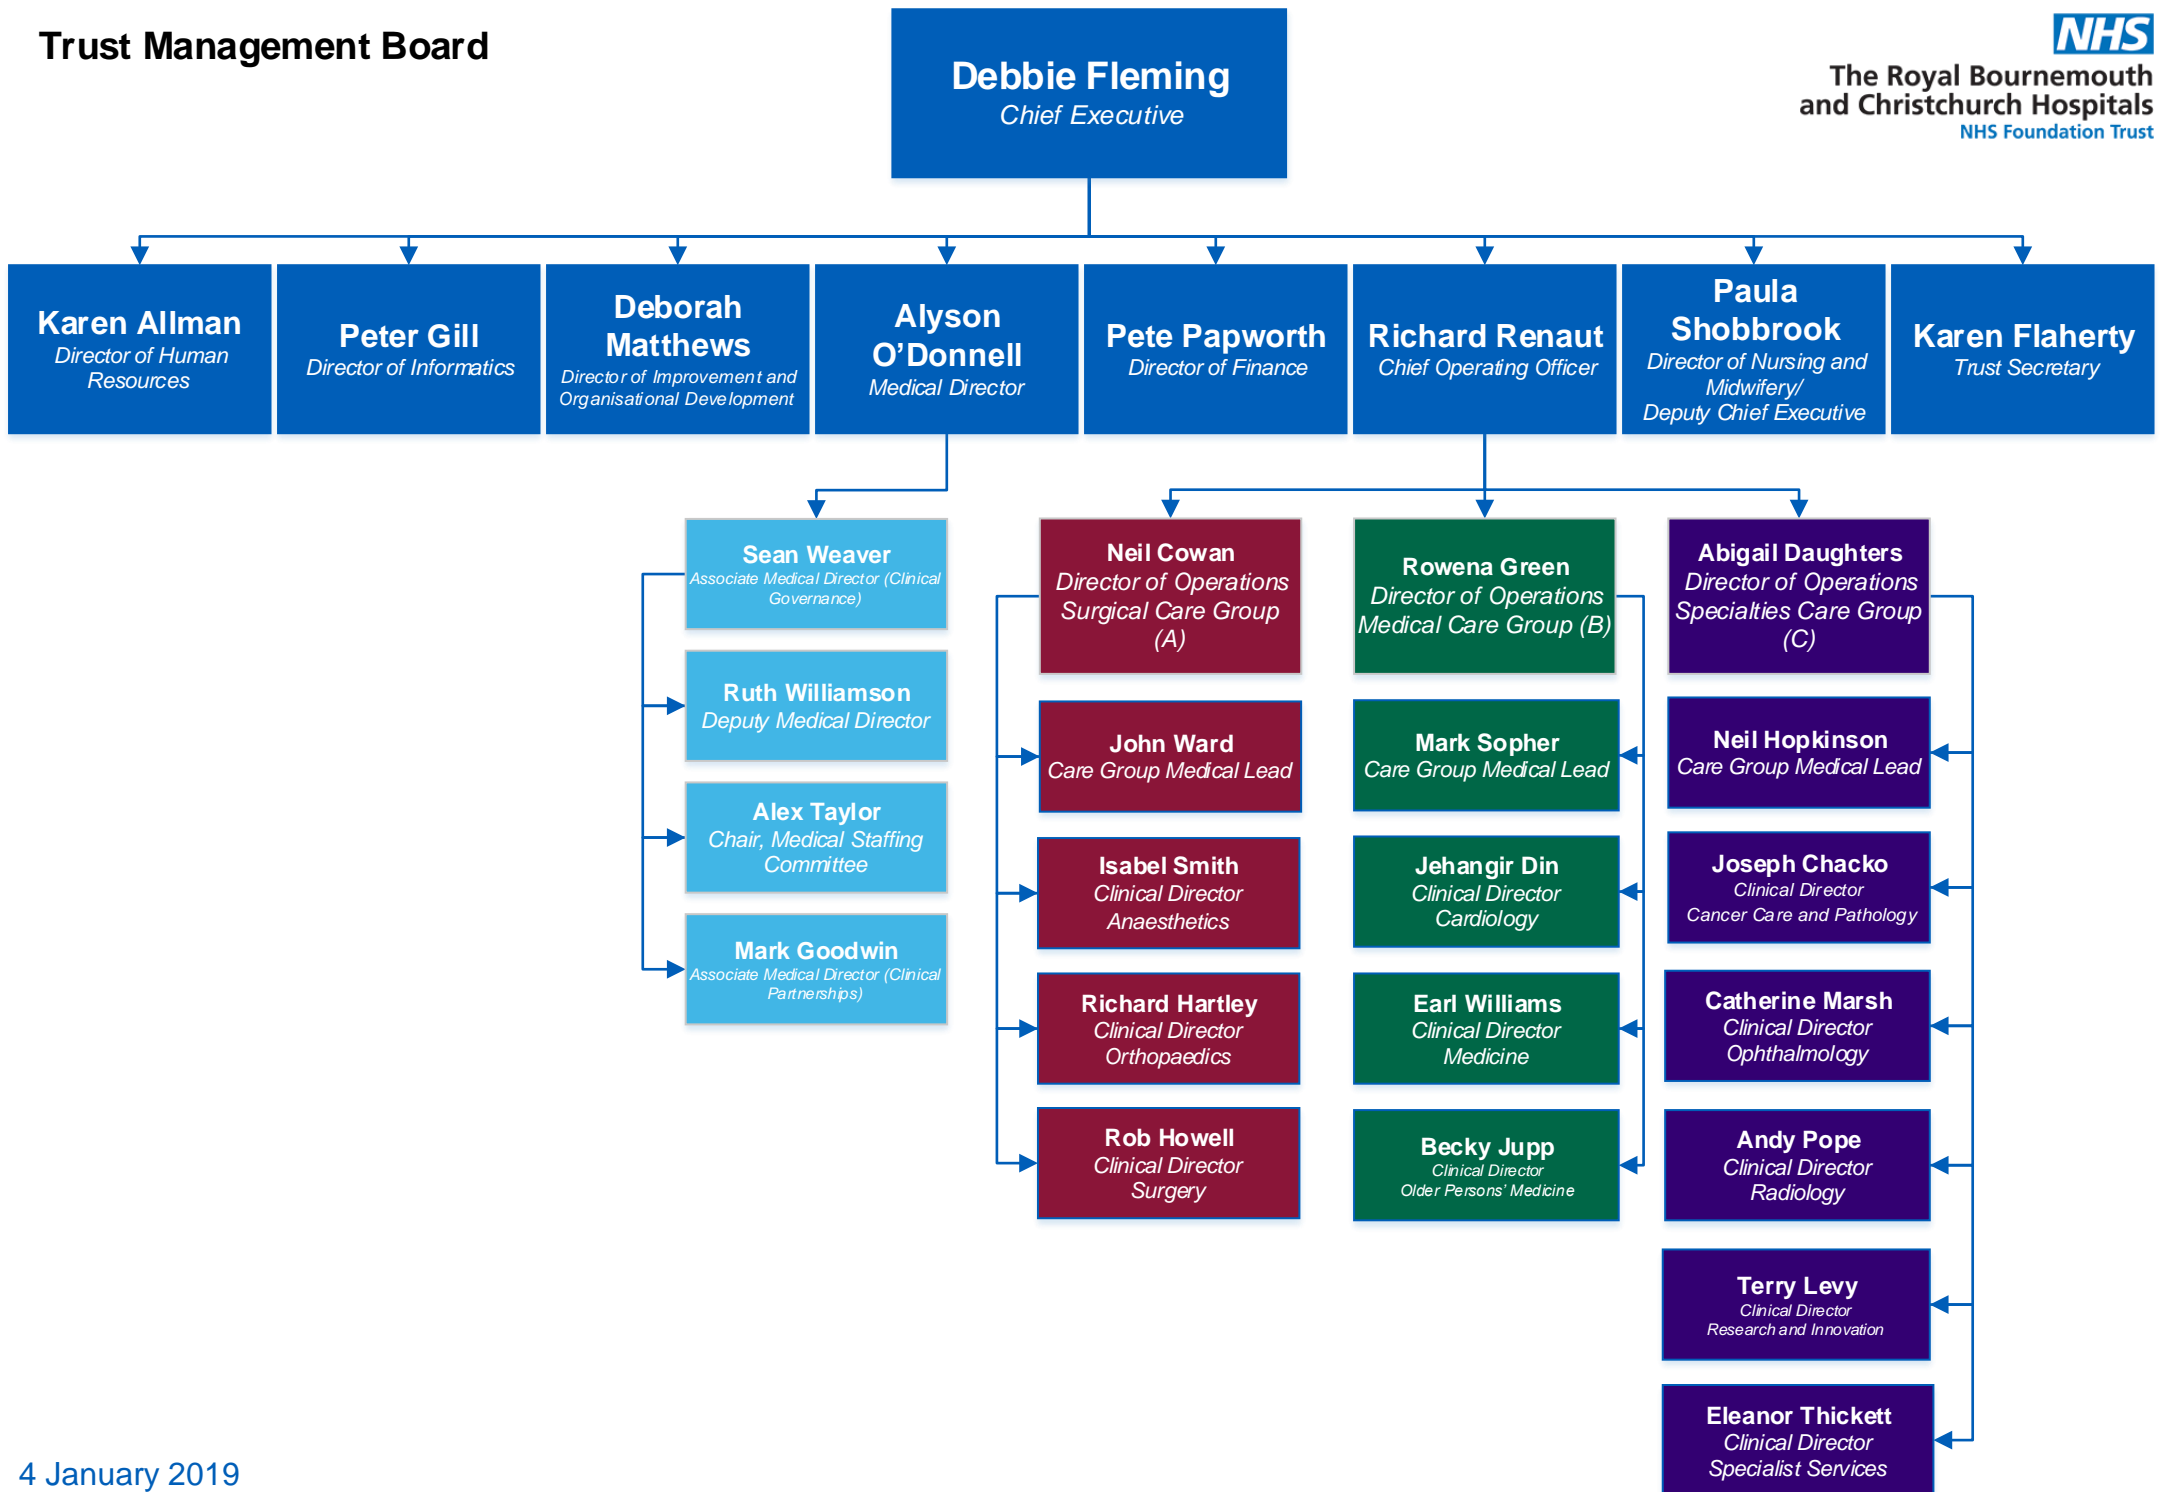 Trust Management Board
NHS
The Royal Bournemouth
and Christchurch Hospitals
NHS Foundation Trust
Debbie Fleming
Chief Executive
Karen Allman
Director of Human
Resources
Peter Gill
Director of Informatics
Deborah
Matthews
Director of Improvement and
Organisational Development
Alyson
O’Donnell
Medical Director
Pete Papworth
Director of Finance
Richard Renaut
Chief Operating Officer
Paula
Shobbrook
Director of Nursing and
Midwifery/
Deputy Chief Executive
Karen Flaherty
Trust Secretary
Sean Weaver
Associate Medical Director (Clinical
Governance)
Ruth Williamson
Deputy Medical Director
Alex Taylor
Chair, Medical Staffing
Committee
Mark Goodwin
Associate Medical Director (Clinical
Partnerships)
Neil Cowan
Director of Operations
Surgical Care Group
(A)
John Ward
Care Group Medical Lead
Isabel Smith
Clinical Director
Anaesthetics
Richard Hartley
Clinical Director
Orthopaedics
Rob Howell
Clinical Director
Surgery
Rowena Green
Director of Operations
Medical Care Group (B)
Mark Sopher
Care Group Medical Lead
Jehangir Din
Clinical Director
Cardiology
Earl Williams
Clinical Director
Medicine
Becky Jupp
Clinical Director
Older Persons’ Medicine
Abigail Daughters
Director of Operations
Specialties Care Group
(C)
Neil Hopkinson
Care Group Medical Lead
Joseph Chacko
Clinical Director
Cancer Care and Pathology
Catherine Marsh
Clinical Director
Ophthalmology
Andy Pope
Clinical Director
Radiology
Terry Levy
Clinical Director
Research and Innovation
Eleanor Thickett
Clinical Director
Specialist Services
4 January 2019